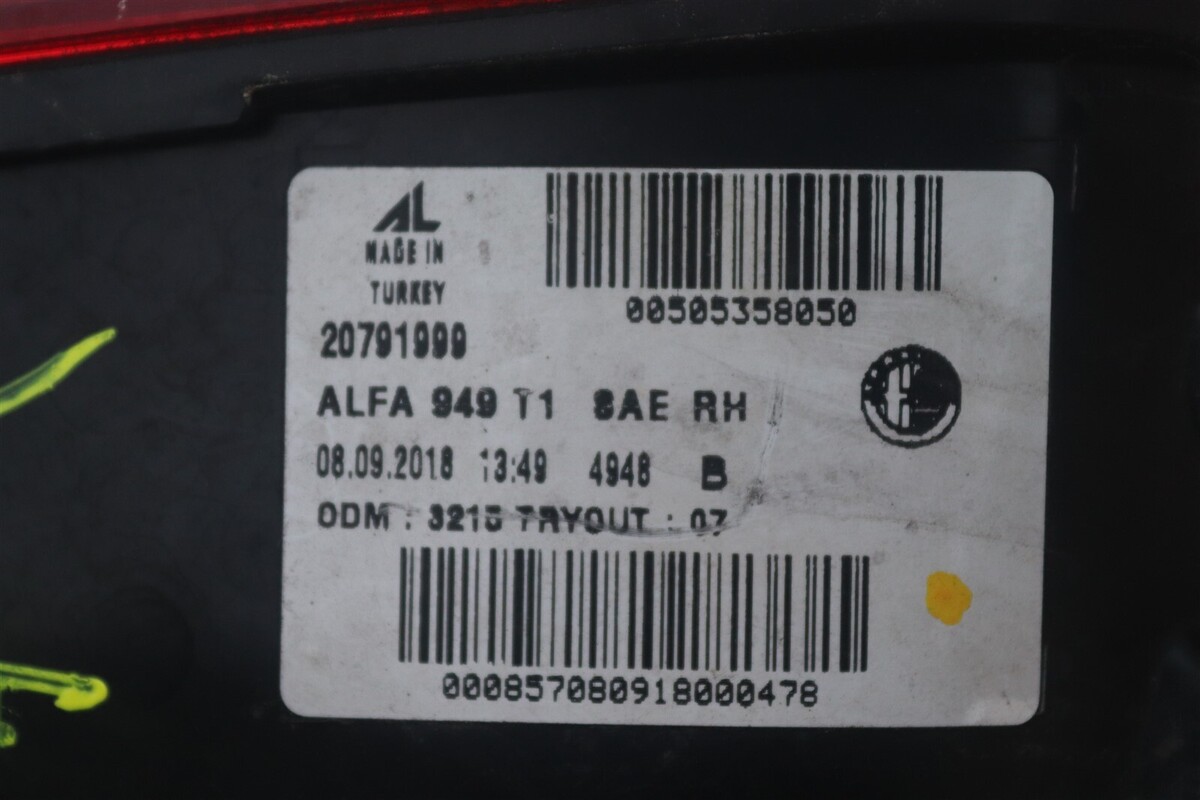 AL
MADE IN
TURKEY
00505358050
20791999
ALFA 949 T1 SAE RH
08.09.2018 13:49 4948 B
ODM : 3215 TRYOUT : 07
000857080918000478